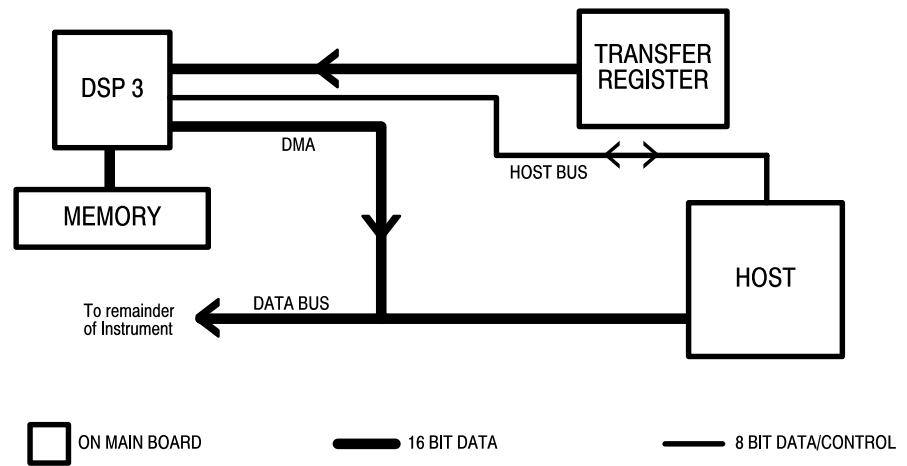 TRANSFER
REGISTER
DSP 3
DMA
HOST BUS
MEMORY
HOST
DATA BUS
To remainder
of Instrument
ON MAIN BOARD
16 BIT DATA
8 BIT DATA/CONTROL